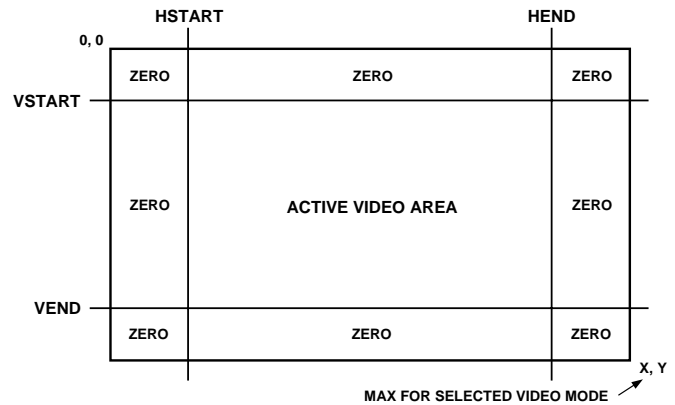 HSTART HEND
0, 0
ZERO ZERO ZERO
VSTART
ZERO ACTIVE VIDEO AREA ZERO
VEND
ZERO ZERO ZERO
X, Y
MAX FOR SELECTED VIDEO MODE